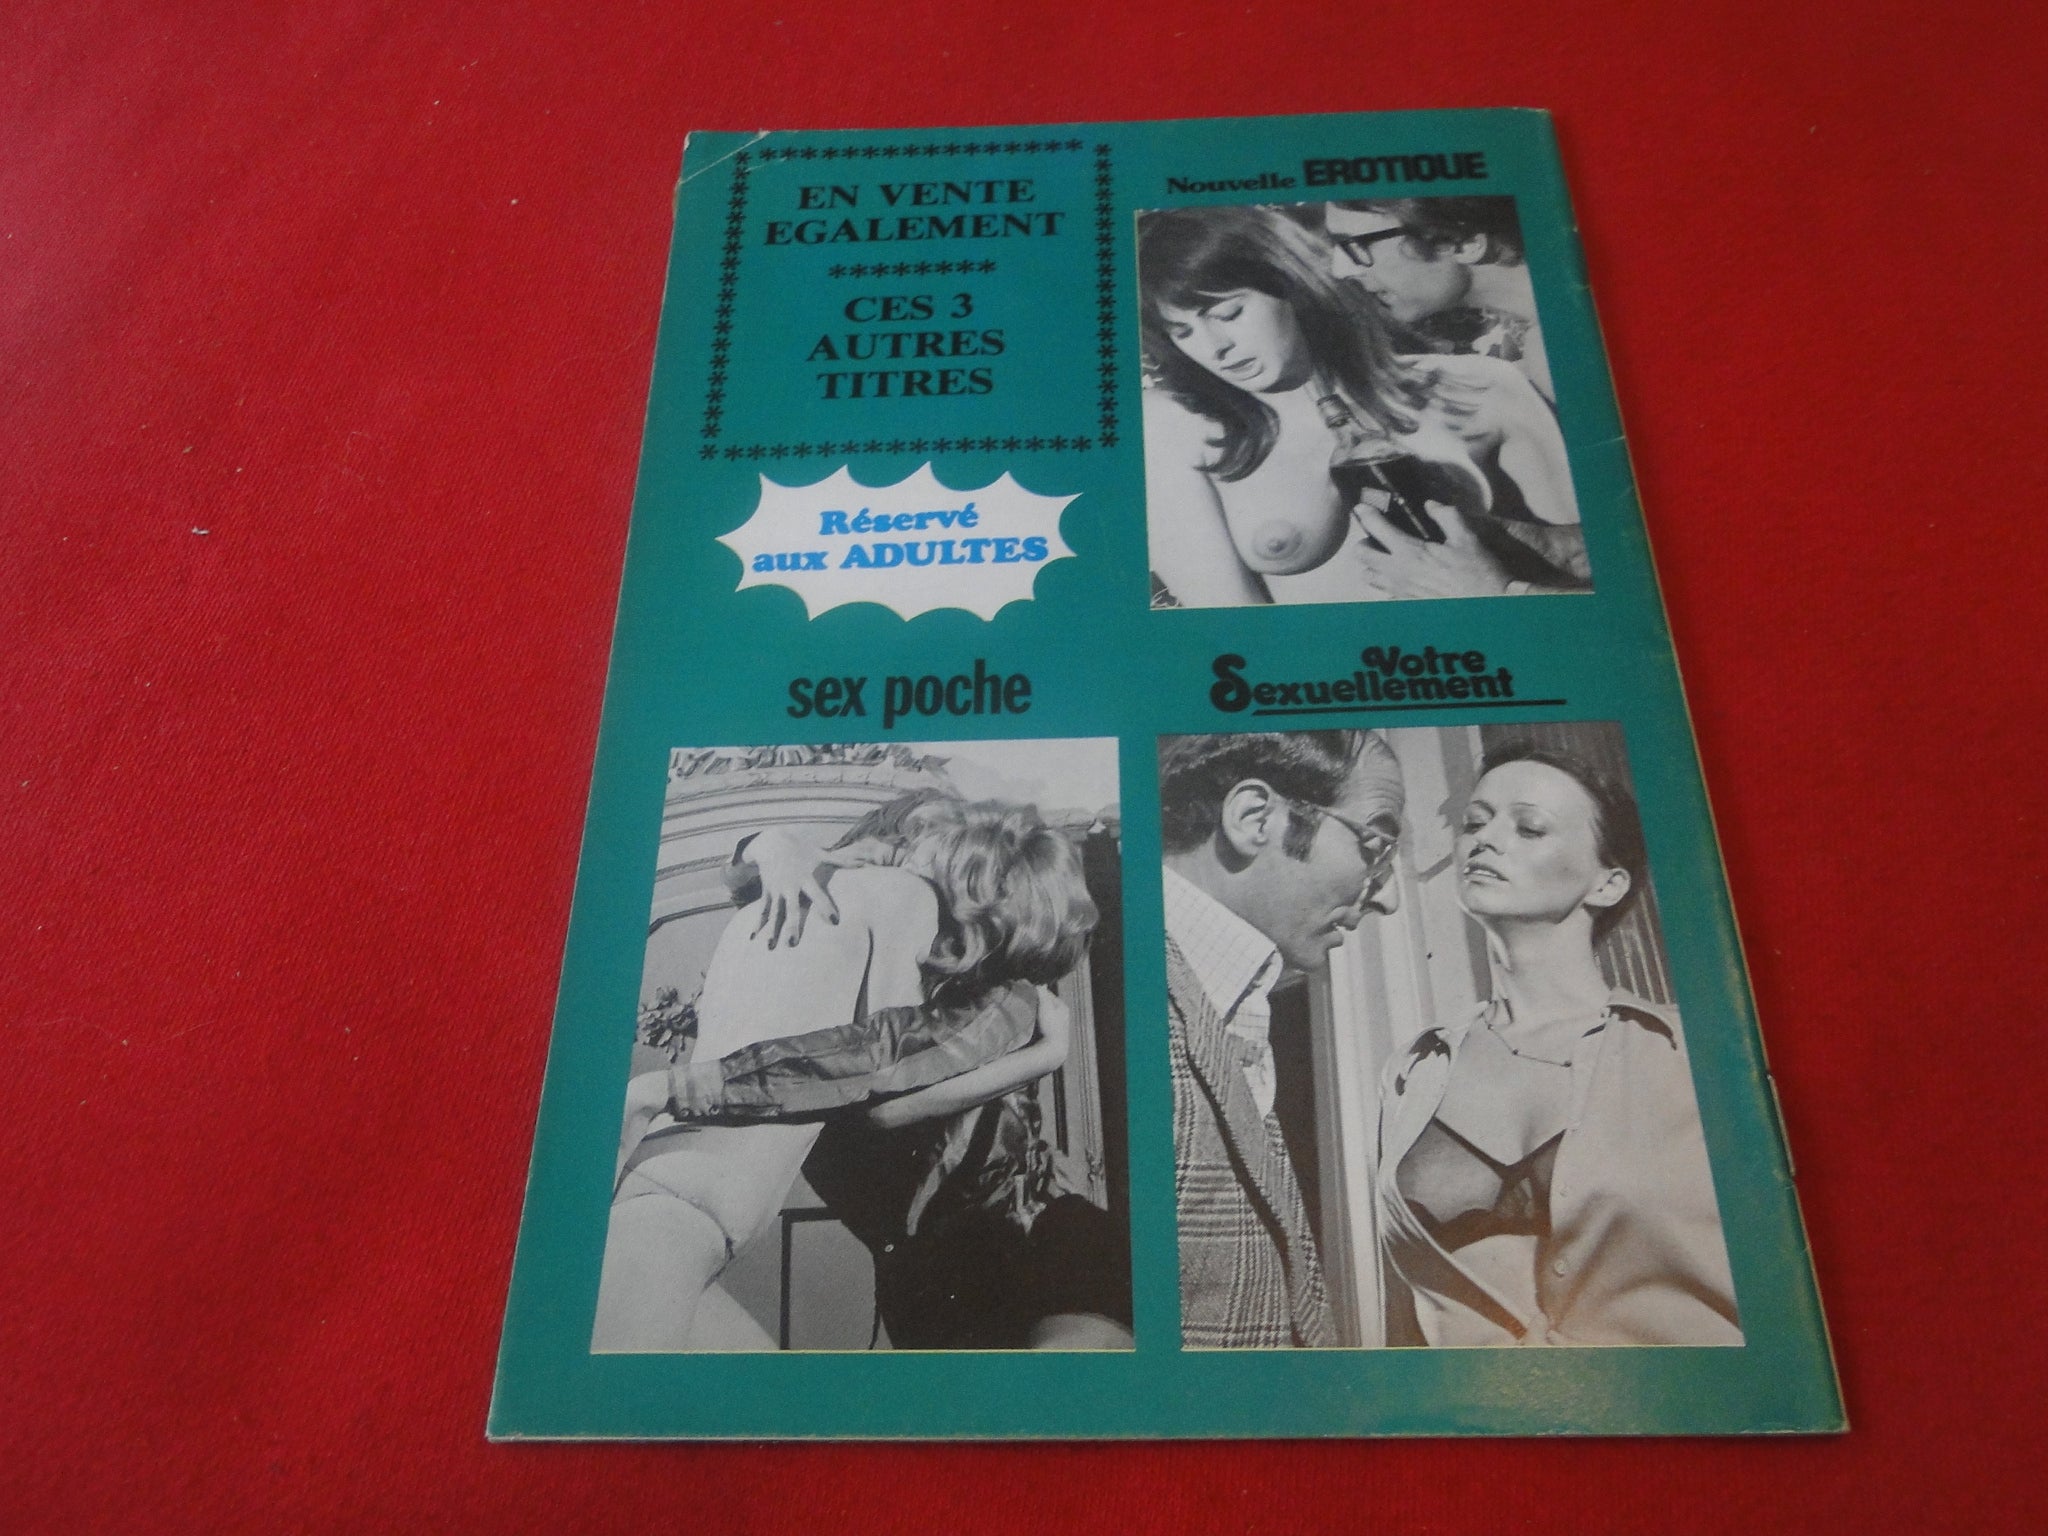 EN VENTE
EGALEMENT
********
CES 3
AUTRES
TITRES
Réservé
aux ADULTES
Nouvelle EROTIQUE
sex poche
Votre
Sexuellement